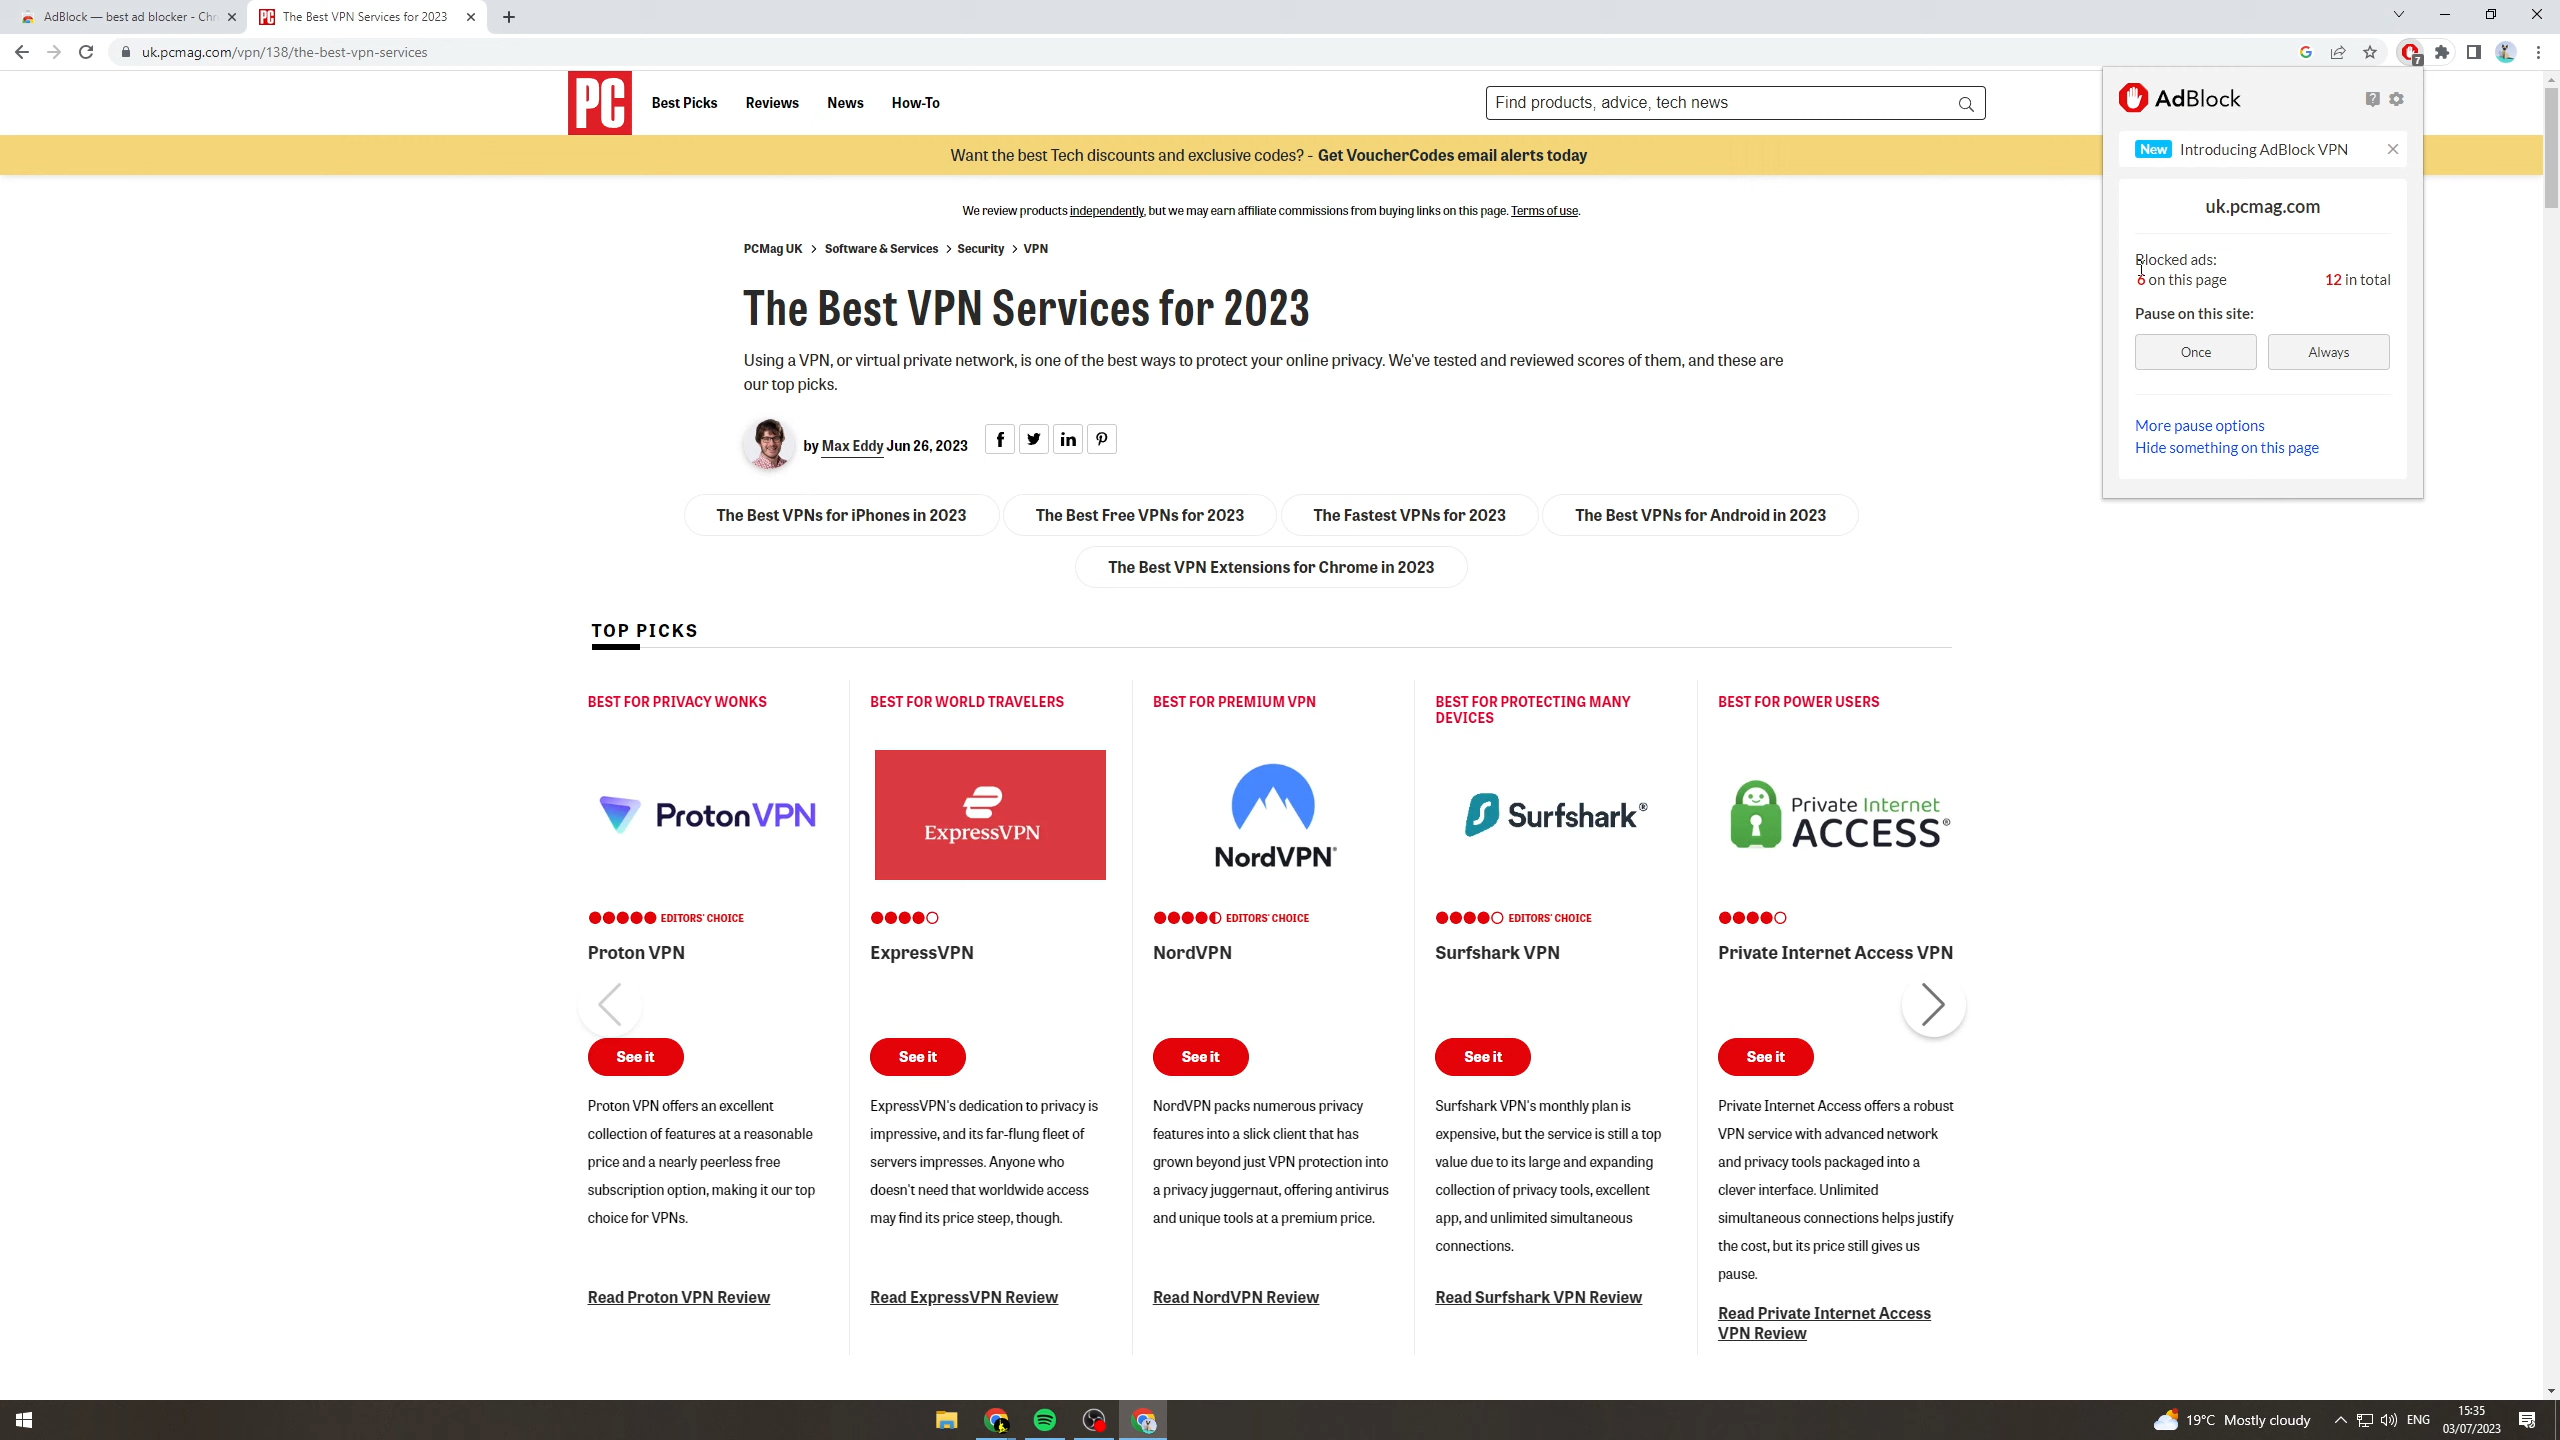 AdBlock — best ad blocker - Chr
The Best VPN Services for 2023
uk.pcmag.com/vpn/138/the-best-vpn-services
7
PC
Best Picks
Reviews
News
How-To
Find products, advice, tech news
Want the best Tech discounts and exclusive codes? - Get VoucherCodes email alerts today
We review products independently, but we may earn affiliate commissions from buying links on this page. Terms of use.
PCMag UK > Software & Services > Security > VPN
The Best VPN Services for 2023
Using a VPN, or virtual private network, is one of the best ways to protect your online privacy. We've tested and reviewed scores of them, and these are
our top picks.
by Max Eddy Jun 26, 2023
The Best VPNs for iPhones in 2023
The Best Free VPNs for 2023
The Fastest VPNs for 2023
The Best VPNs for Android in 2023
The Best VPN Extensions for Chrome in 2023
AdBlock
New Introducing AdBlock VPN
uk.pcmag.com
Blocked ads:
6 on this page
12 in total
Pause on this site:
Once
Always
More pause options
Hide something on this page
TOP PICKS
BEST FOR PRIVACY WONKS
ProtonVPN
EDITORS' CHOICE
Proton VPN
See it
Proton VPN offers an excellent
collection of features at a reasonable
price and a nearly peerless free
subscription option, making it our top
choice for VPNs.
Read Proton VPN Review
BEST FOR WORLD TRAVELERS
ExpressVPN
ExpressVPN
See it
ExpressVPN's dedication to privacy is
impressive, and its far-flung fleet of
servers impresses. Anyone who
doesn't need that worldwide access
may find its price steep, though.
Read ExpressVPN Review
BEST FOR PREMIUM VPN
NordVPN®
EDITORS' CHOICE
NordVPN
See it
NordVPN packs numerous privacy
features into a slick client that has
grown beyond just VPN protection into
a privacy juggernaut, offering antivirus
and unique tools at a premium price.
Read NordVPN Review
BEST FOR PROTECTING MANY
DEVICES
Surfshark®
EDITORS' CHOICE
Surfshark VPN
See it
Surfshark VPN's monthly plan is
expensive, but the service is still a top
value due to its large and expanding
collection of privacy tools, excellent
app, and unlimited simultaneous
connections.
Read Surfshark VPN Review
BEST FOR POWER USERS
Private Internet
ACCESS®
Private Internet Access VPN
See it
Private Internet Access offers a robust
VPN service with advanced network
and privacy tools packaged into a
clever interface. Unlimited
simultaneous connections helps justify
the cost, but its price still gives us
pause.
Read Private Internet Access
VPN Review
19°C Mostly cloudy
ENG
15:35
03/07/2023